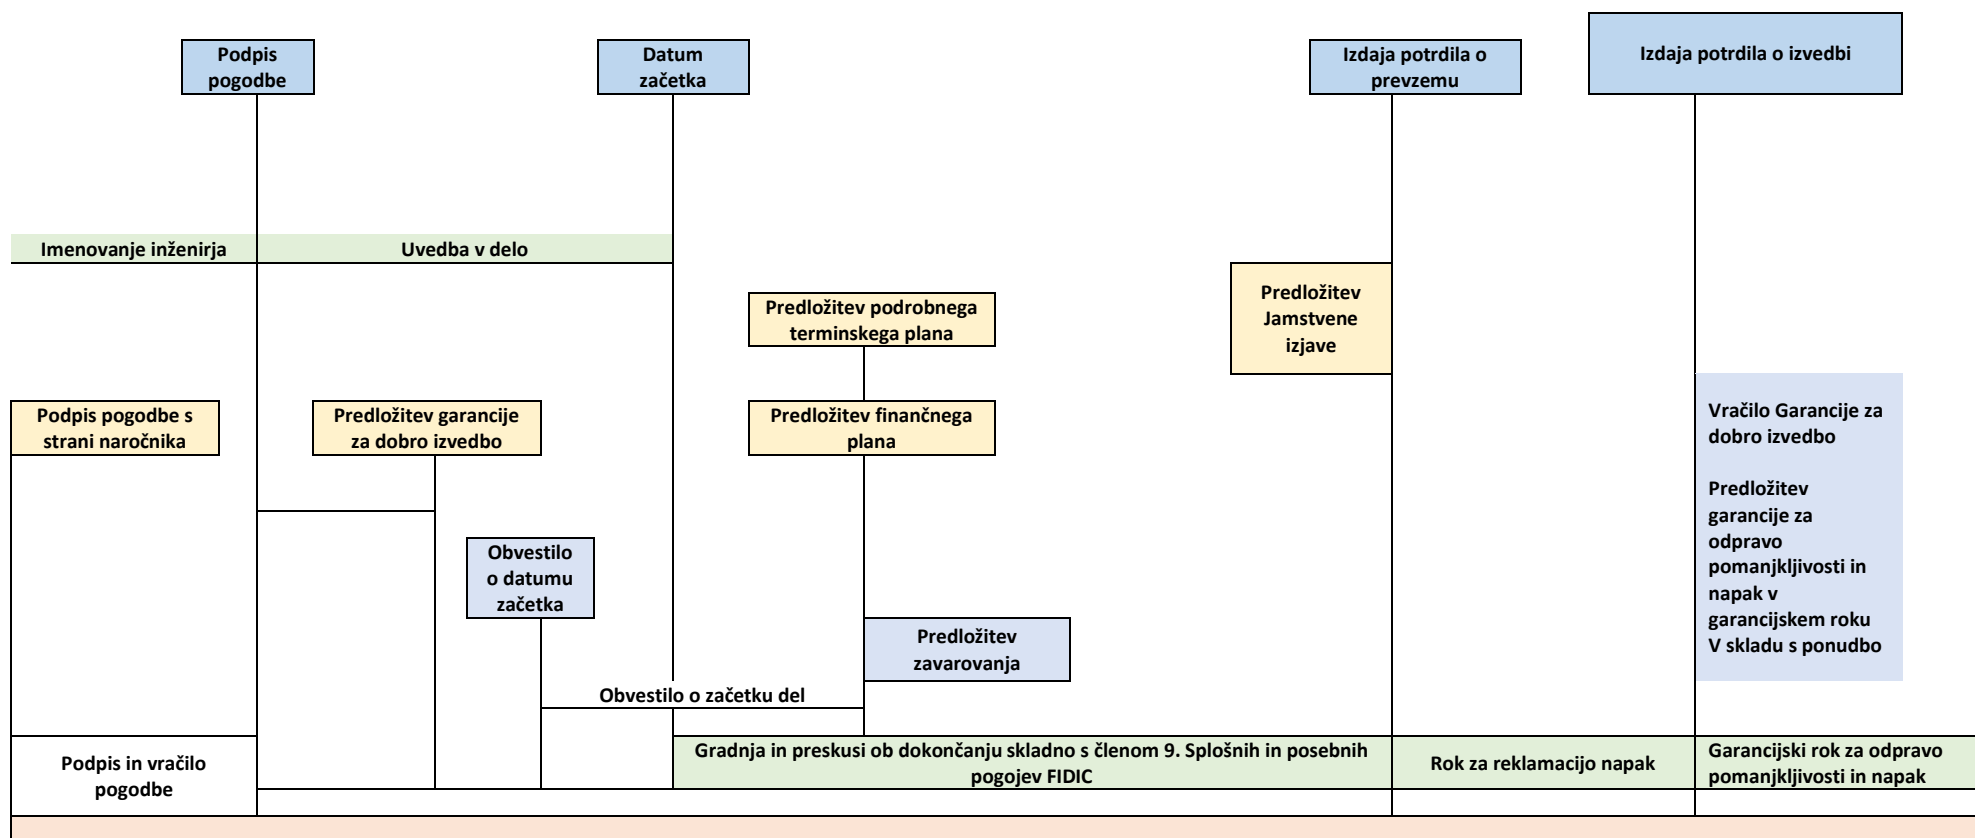 Podpis
pogodbe
Datum
začetka
Izdaja potrdila o
prevzemu
Izdaja potrdila o izvedbi
Imenovanje inženirja
Uvedba v delo
Predložitev
Jamstvene
izjave
Predložitev podrobnega
terminskega plana
Podpis pogodbe s
strani naročnika
Predložitev garancije
za dobro izvedbo
Predložitev finančnega
plana
Vračilo Garancije za
dobro izvedbo
Predložitev
garancije za
odpravo
pomanjkljivosti in
napak v
garancijskem roku
V skladu s ponudbo
Obvestilo
o datumu
začetka
Predložitev
zavarovanja
Obvestilo o začetku del
Podpis in vračilo
pogodbe
Gradnja in preskusi ob dokončanju skladno s členom 9. Splošnih in posebnih
pogojev FIDIC
Rok za reklamacijo napak
Garancijski rok za odpravo
pomanjkljivosti in napak